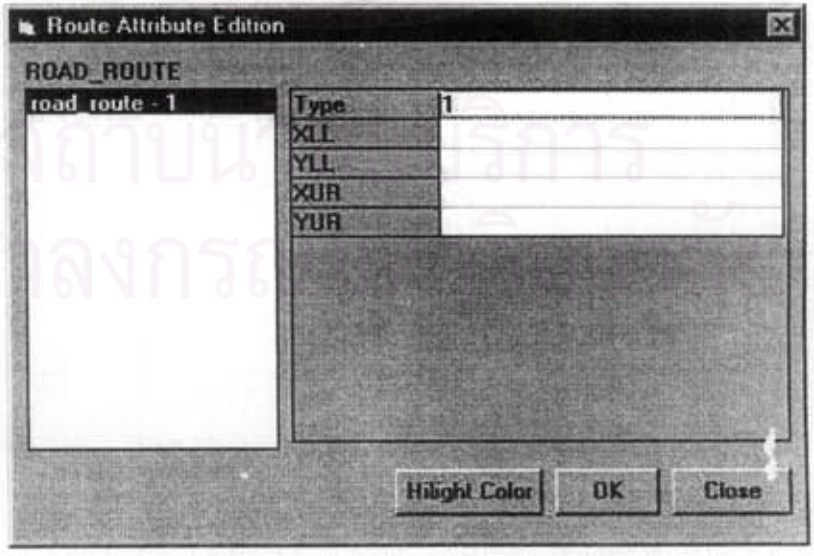 Route Attribute Edition
ROAD_ROUTE
road_route - 1
Type 1
XLL
YLL
XUR
YUR
Hilight Color OK Close